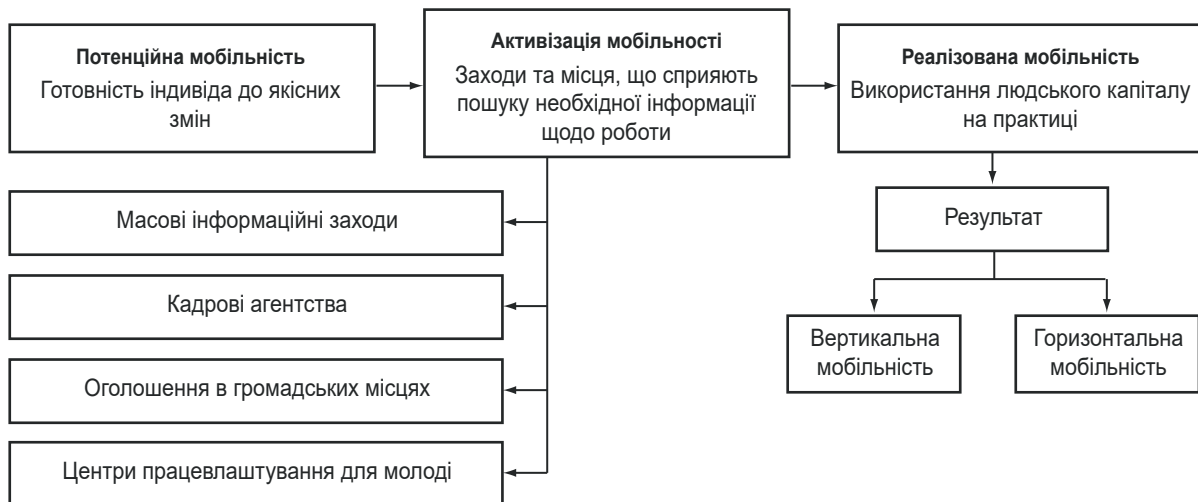 Потенційна мобільність
Готовність індивіда до якісних
змін
Активізація мобільності
Заходи та місця, що сприяють
пошуку необхідної інформації
щодо роботи
Реалізована мобільність
Використання людського капіталу
на практиці
Масові інформаційні заходи
Кадрові агентства
Оголошення в громадських місцях
Центри працевлаштування для молоді
Результат
Вертикальна
мобільність
Горизонтальна
мобільність